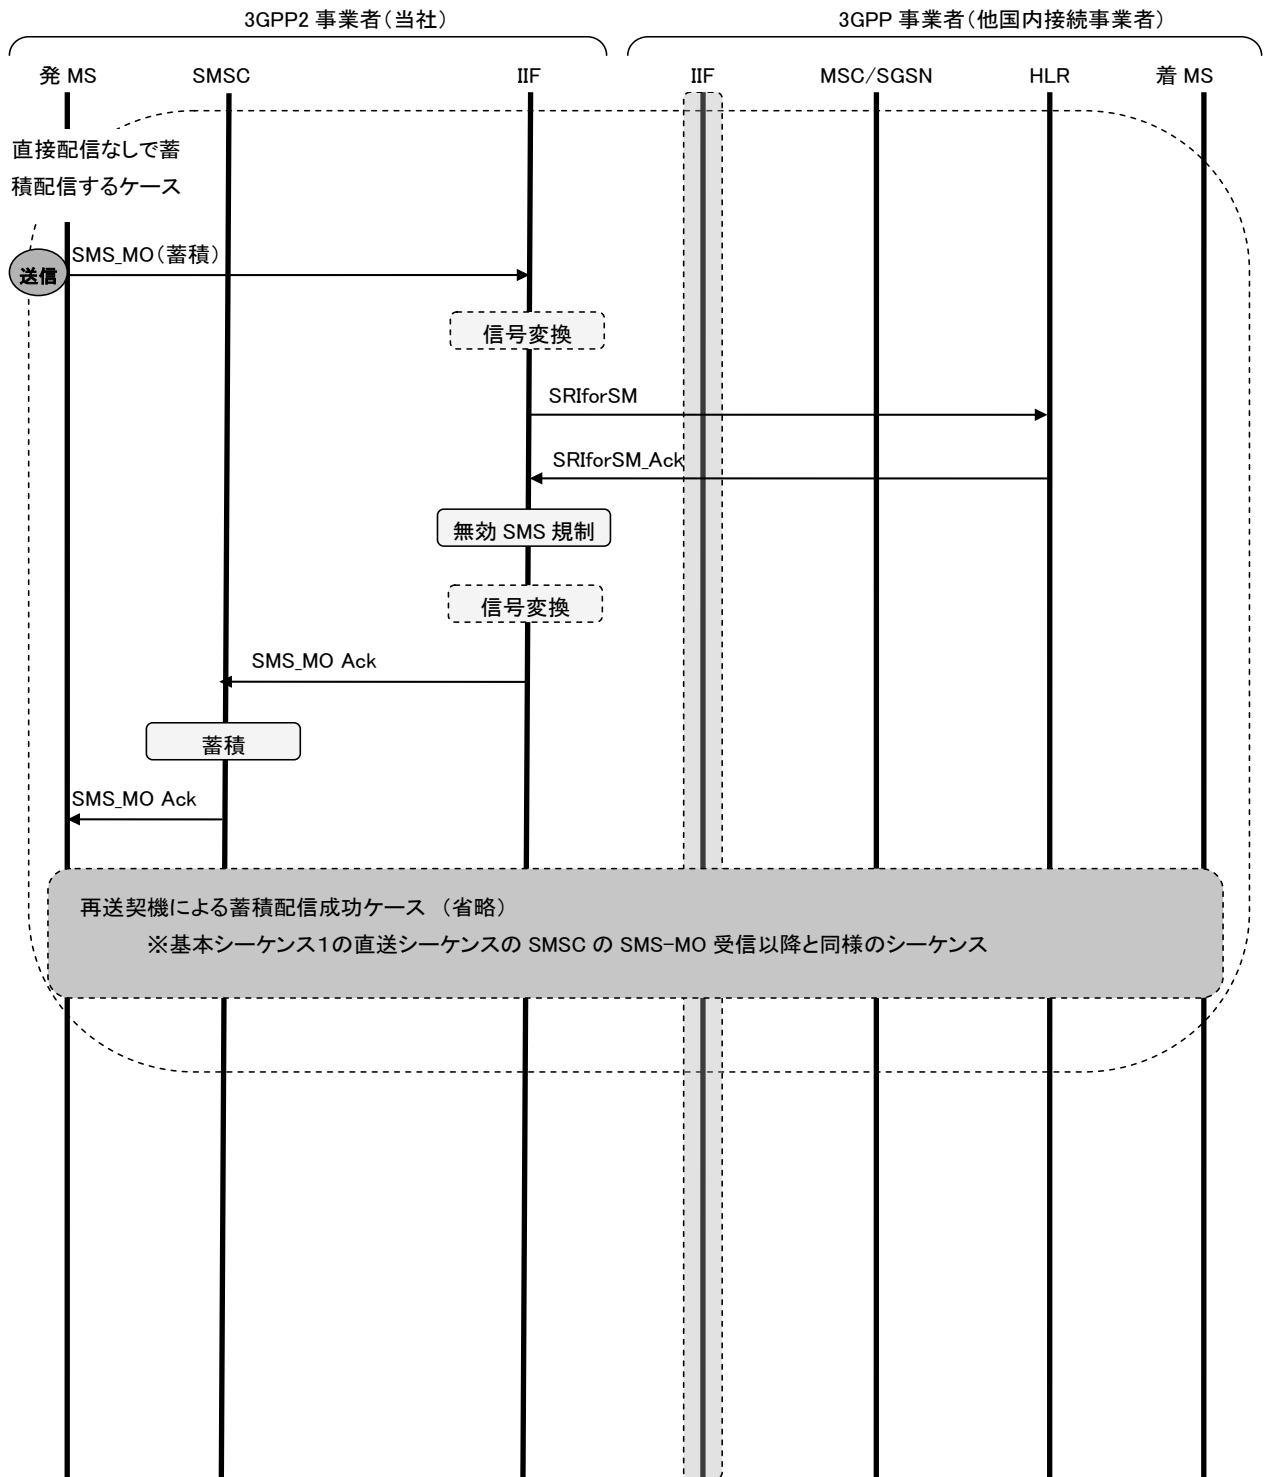 3GPP2 事業者(当社)
3GPP 事業者(他国内接続事業者)
発 MS
SMSC
IIF
IIF
MSC/SGSN
HLR
着 MS
直接配信なしで蓄
積配信するケース
SMS_MO(蓄積)
送信
信号変換
SRIforSM
SRIforSM_Ack
無効 SMS 規制
信号変換
SMS_MO Ack
蓄積
SMS_MO Ack
再送契機による蓄積配信成功ケース (省略)
※基本シーケンス1の直送シーケンスの SMSC の SMS-MO 受信以降と同様のシーケンス